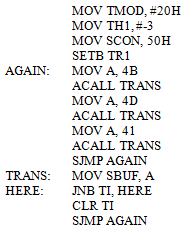 MOV TMOD, #20H
MOV TH1, #-3
MOV SCON, 50H
SETB TR1
AGAIN: MOV A, 4B
ACALL TRANS
MOV A, 4D
ACALL TRANS
MOV A, 41
ACALL TRANS
SJMP AGAIN
TRANS: MOV SBUF, A
HERE: JNB TI, HERE
CLR TI
SJMP AGAIN